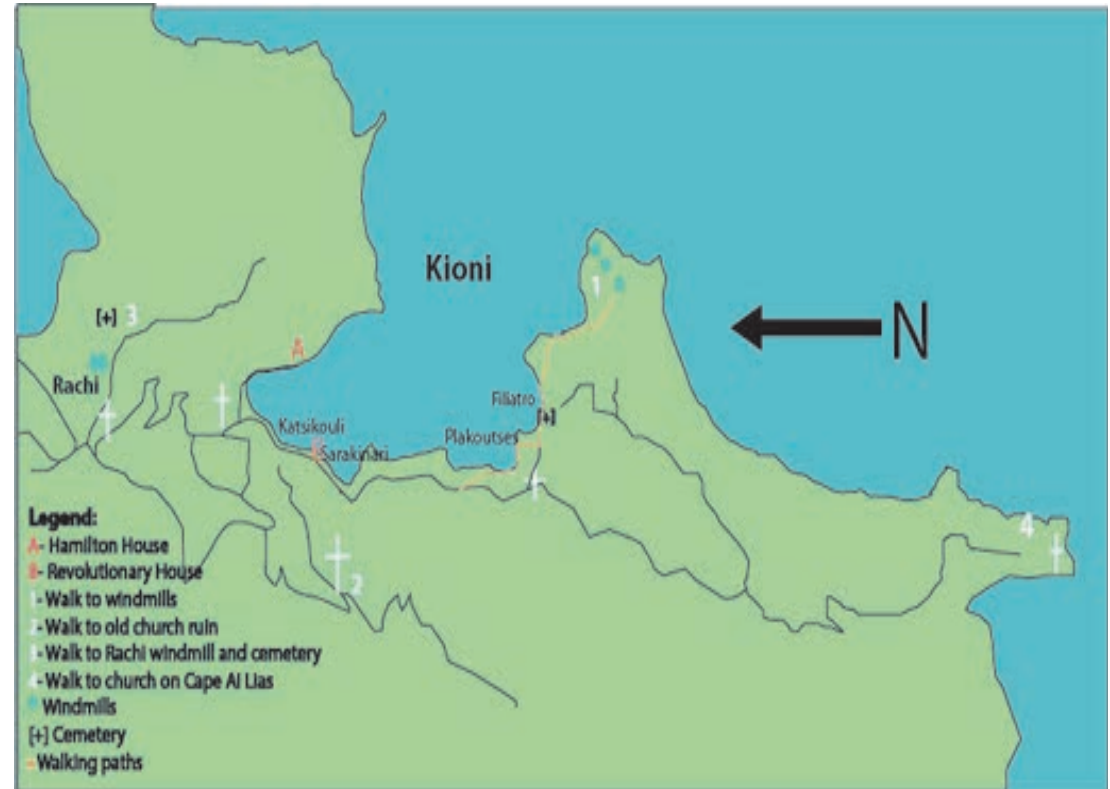 Kioni
1
N
[+] 3
A
Rachi
Filiatro
[+]
Katsikouli
Plakoutses
B
Sarakinari
4
2
Legend:
A- Hamilton House
B- Revolutionary House
1-Walk to windmills
2-Walk to old church ruin
3-Walk to Rachi windmill and cemetery
4-Walk to church on Cape Ai Lias
Windmills
[+] Cemetery
Walking paths